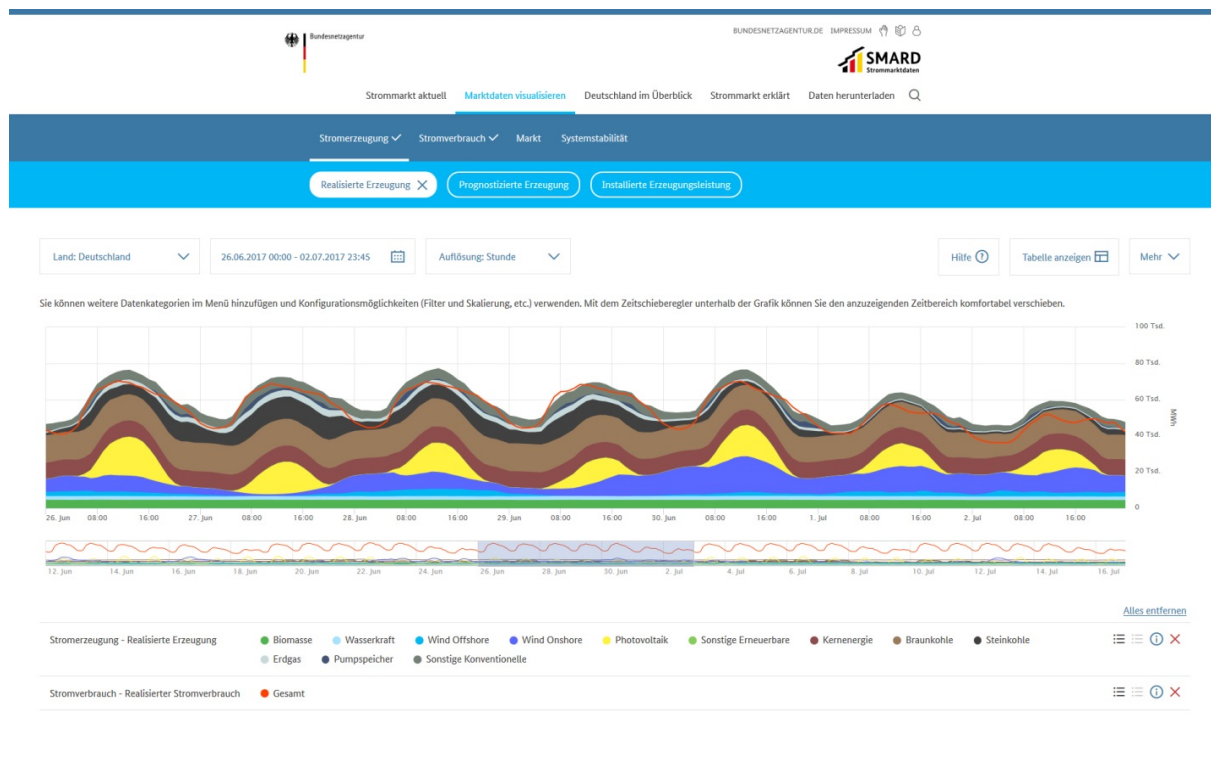 Bundesnetzagentur
BUNDESNETZAGENTUR.DE IMPRESSUM
SMARD
Strommarktdaten
Strommarkt aktuell Marktdaten visualisieren Deutschland im Überblick Strommarkt erklärt Daten herunterladen
Stromerzeugung Stromverbrauch Markt Systemstabilität
Realisierte Erzeugung Prognostizierte Erzeugung Installierte Erzeugungsleistung
Land: Deutschland 26.06.2017 00:00 - 02.07.2017 23:45 Auflösung: Stunde Hilfe Tabelle anzeigen Mehr
Sie können weitere Datenkategorien im Menü hinzufügen und Konfigurationsmöglichkeiten (Filter und Skalierung, etc.) verwenden. Mit dem Zeitschieberegler unterhalb der Grafik können Sie den anzuzeigenden Zeitbereich komfortabel verschieben.
100 Tsd.
80 Tsd.
60 Tsd.
MWh
40 Tsd.
20 Tsd.
0
26. Jun 08:00 16:00 27. Jun 08:00 16:00 28. Jun 08:00 16:00 29. Jun 08:00 16:00 30. Jun 08:00 16:00 1. Jul 08:00 16:00 2. Jul 08:00 16:00
12. Jun 14. Jun 16. Jun 18. Jun 20. Jun 22. Jun 24. Jun 26. Jun 28. Jun 30. Jun 2. Jul 4. Jul 6. Jul 8. Jul 10. Jul 12. Jul 14. Jul 16. Jul
Alles entfernen
Stromerzeugung - Realisierte Erzeugung Biomasse Wasserkraft Wind Offshore Wind Onshore Photovoltaik Sonstige Erneuerbare Kernenergie Braunkohle Steinkohle
Erdgas Pumpspeicher Sonstige Konventionelle
Stromverbrauch - Realisierter Stromverbrauch Gesamt